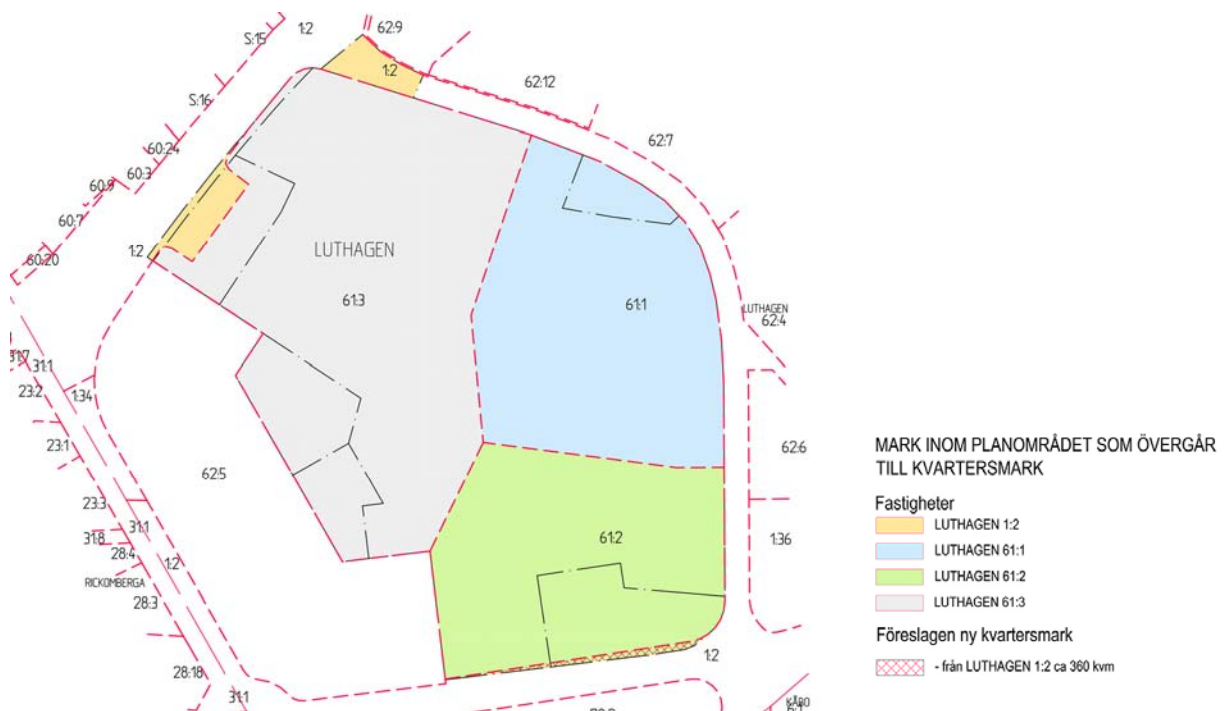 1:2
62:9
S:15
1:2
62:12
S:16
62:7
60:24
60:3
60:9
60:7
1:2
60:20
LUTHAGEN
61:3
61:1
LUTHAGEN
62:4
31:7
31:1
23:2
1:34
23:1
62:5
62:6
23:3
31:1
31:8
28:4
1:2
61:2
1:36
RICKOMBERGA
28:3
1:2
28:18
31:1
KÅBO
MARK INOM PLANOMRÅDET SOM ÖVERGÅR
TILL KVARTERSMARK
Fastigheter
LUTHAGEN 1:2
LUTHAGEN 61:1
LUTHAGEN 61:2
LUTHAGEN 61:3
Föreslagen ny kvartersmark
- från LUTHAGEN 1:2 ca 360 kvm